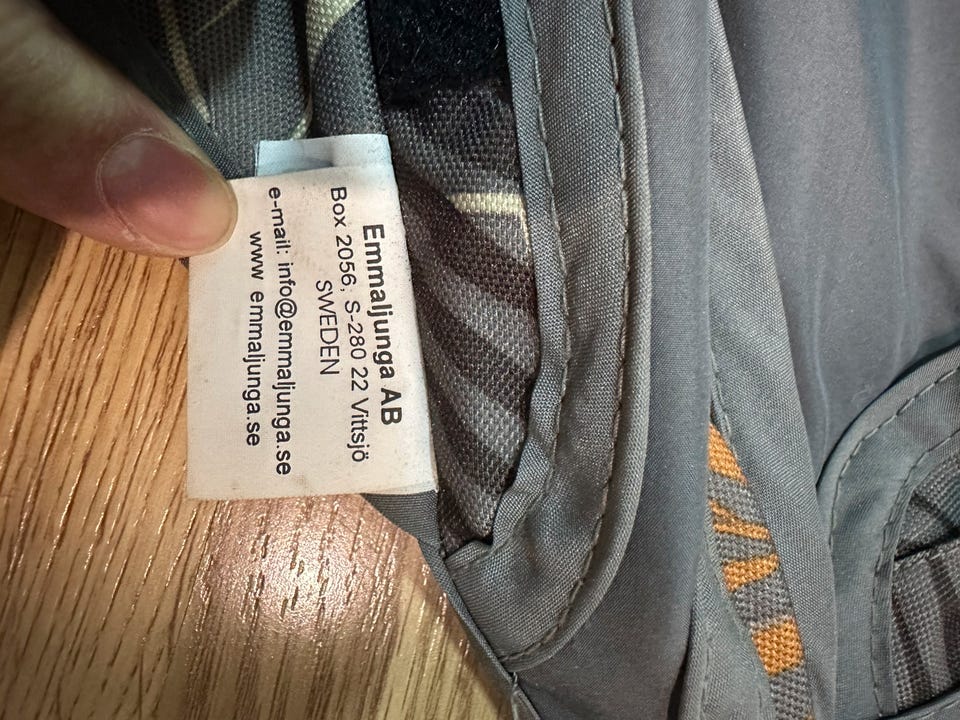 Emmaljunga AB
Box 2056, S-280 22 Vittsjö
SWEDEN
e-mail: info@emmaljunga.se
www emmaljunga.se